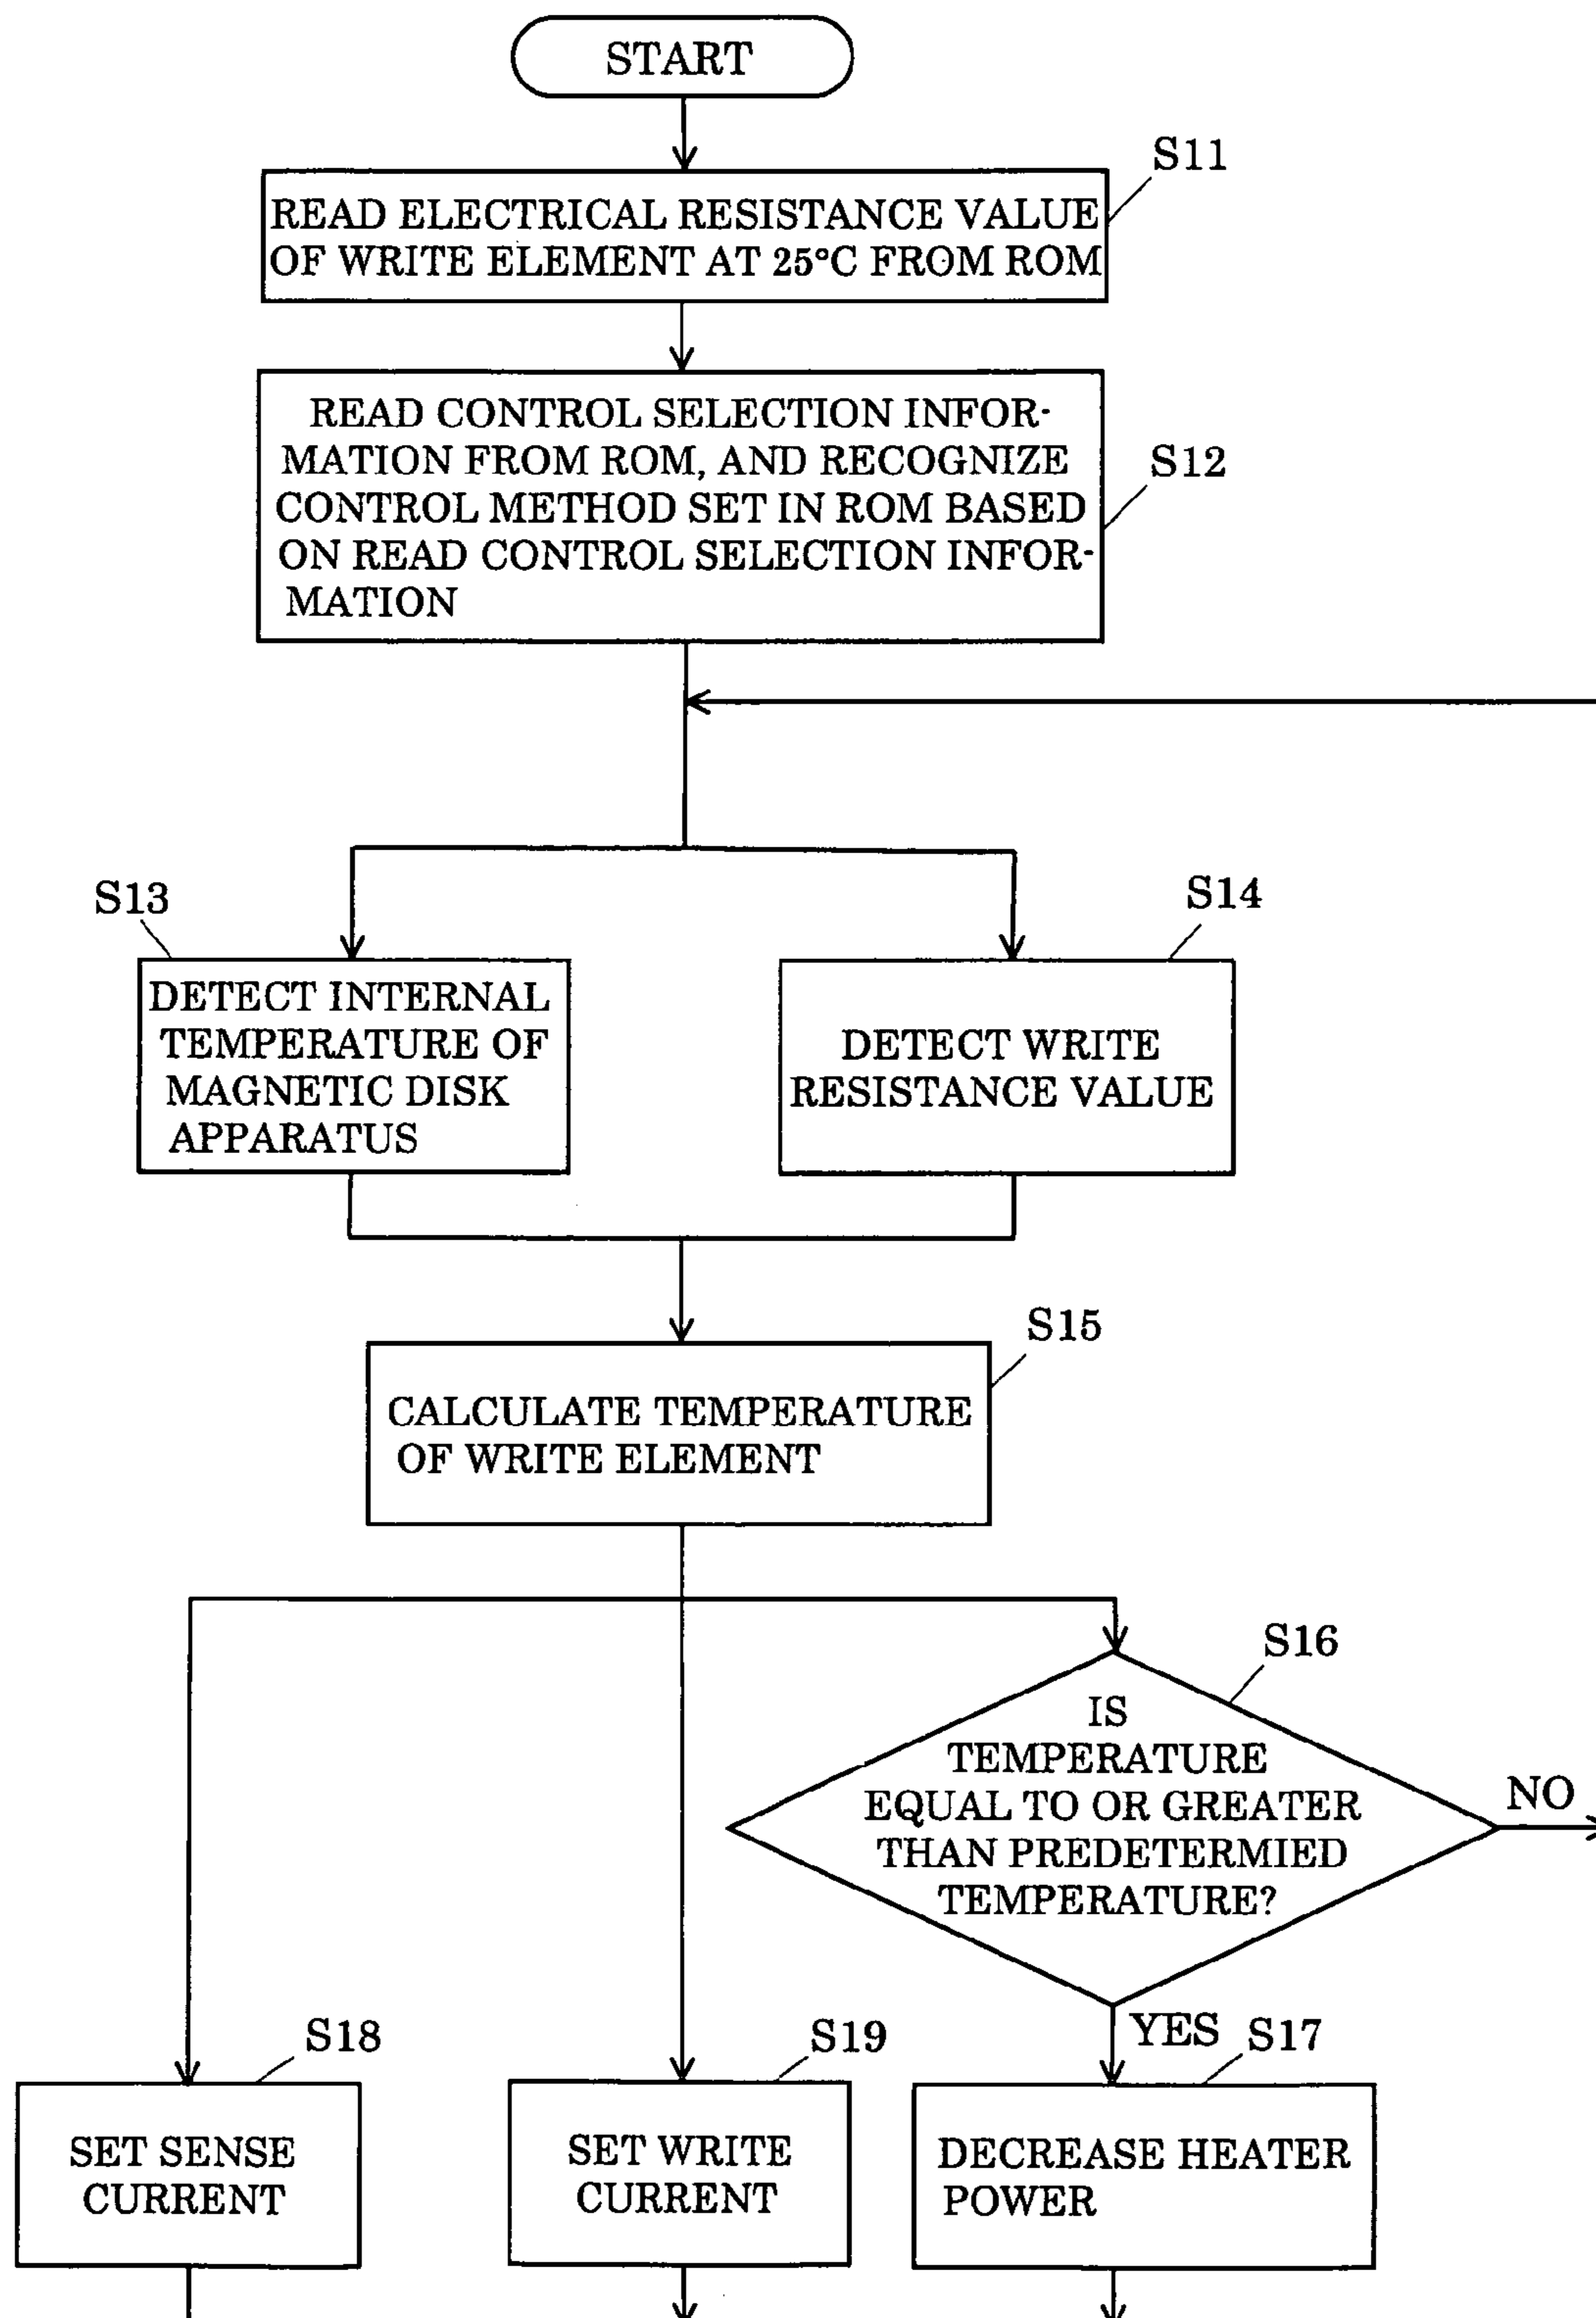 START
S11
READ ELECTRICAL RESISTANCE VALUE
OF WRITE ELEMENT AT 25°C FROM ROM
READ CONTROL SELECTION INFOR-
MATION FROM ROM, AND RECOGNIZE
S12
CONTROL METHOD SET IN ROM BASED
ON READ CONTROL SELECTION INFOR-
MATION
S13
S14
DETECT INTERNAL
TEMPERATURE OF
MAGNETIC DISK
APPARATUS
DETECT WRITE
RESISTANCE VALUE
S15
CALCULATE TEMPERATURE
OF WRITE ELEMENT
S16
IS
TEMPERATURE
EQUAL TO OR GREATER
THAN PREDETERMIED
TEMPERATURE?
NO
YES
S18
S19
S17
SET SENSE
CURRENT
SET WRITE
CURRENT
DECREASE HEATER
POWER